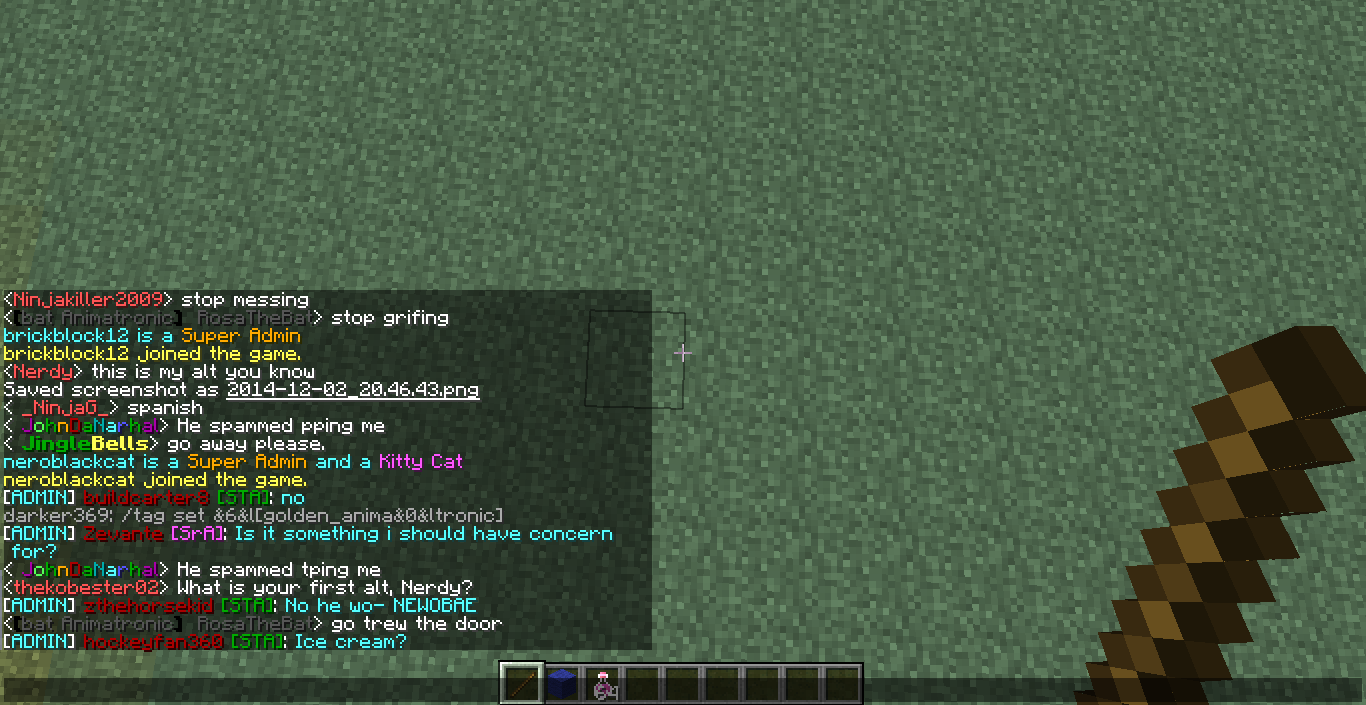 <Ninjakiller2009> stop messing
<[bat Animatronic] RosaTheBat> stop grifing
brickblock12 is a Super Admin
brickblock12 joined the game.
<Nerdy> this is my alt you know
Saved screenshot as 2014-12-02_20.46.43.png
< _NinjaG_> spanish
< JohnDaNarhal> He spammed pping me
< JingleBells> go away please.
neroblackcat is a Super Admin and a Kitty Cat
neroblackcat joined the game.
[ADMIN] buildcarter8 [STA]: no
darker369: /tag set &6&l[golden_anima&0&ltronic]
[ADMIN] Zevante [SrA]: Is it something i should have concern
for?
< JohnDaNarhal> He spammed tping me
<thekobester02> What is your first alt, Nerdy?
[ADMIN] zthehorsekid [STA]: No he wo- NEWOBAE
<[bat Animatronic] RosaTheBat> go trew the door
[ADMIN] hockeyfan360 [STA]: Ice cream?